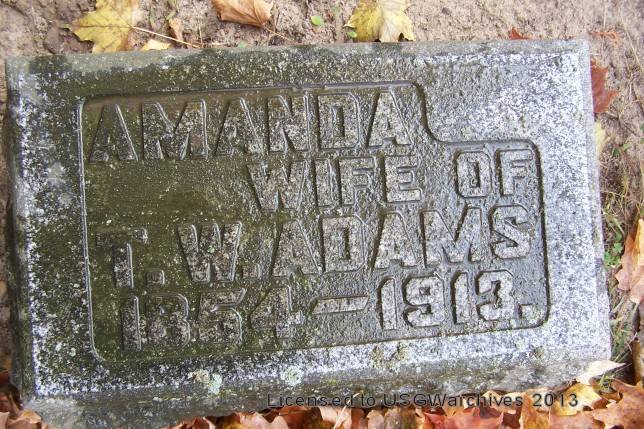 AMANDA
WIFE OF
T. W. ADAMS
1854–1913.
Licensed to USGWarchives 2013